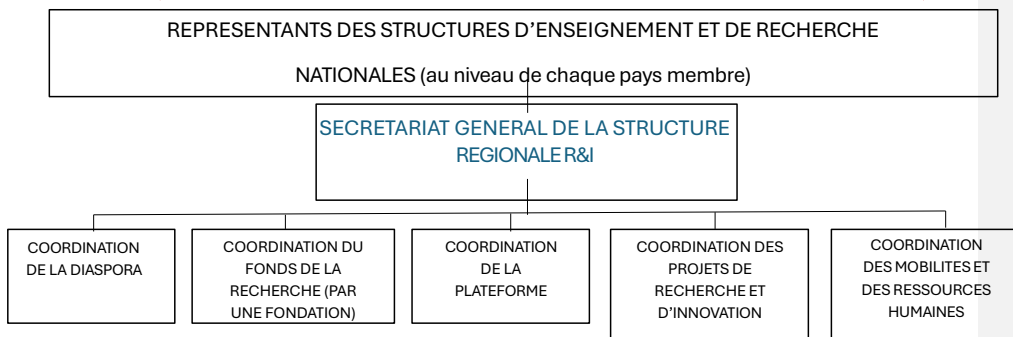 REPRESENTANTS DES STRUCTURES D’ENSEIGNEMENT ET DE RECHERCHE
NATIONALES (au niveau de chaque pays membre)
SECRETARIAT GENERAL DE LA STRUCTURE
REGIONALE R&I
COORDINATION
DE LA DIASPORA
COORDINATION DU
FONDS DE LA
RECHERCHE (PAR
UNE FONDATION)
COORDINATION
DE LA
PLATEFORME
COORDINATION DES
PROJETS DE
RECHERCHE ET
D’INNOVATION
COORDINATION
DES MOBILITES ET
DES RESSOURCES
HUMAINES